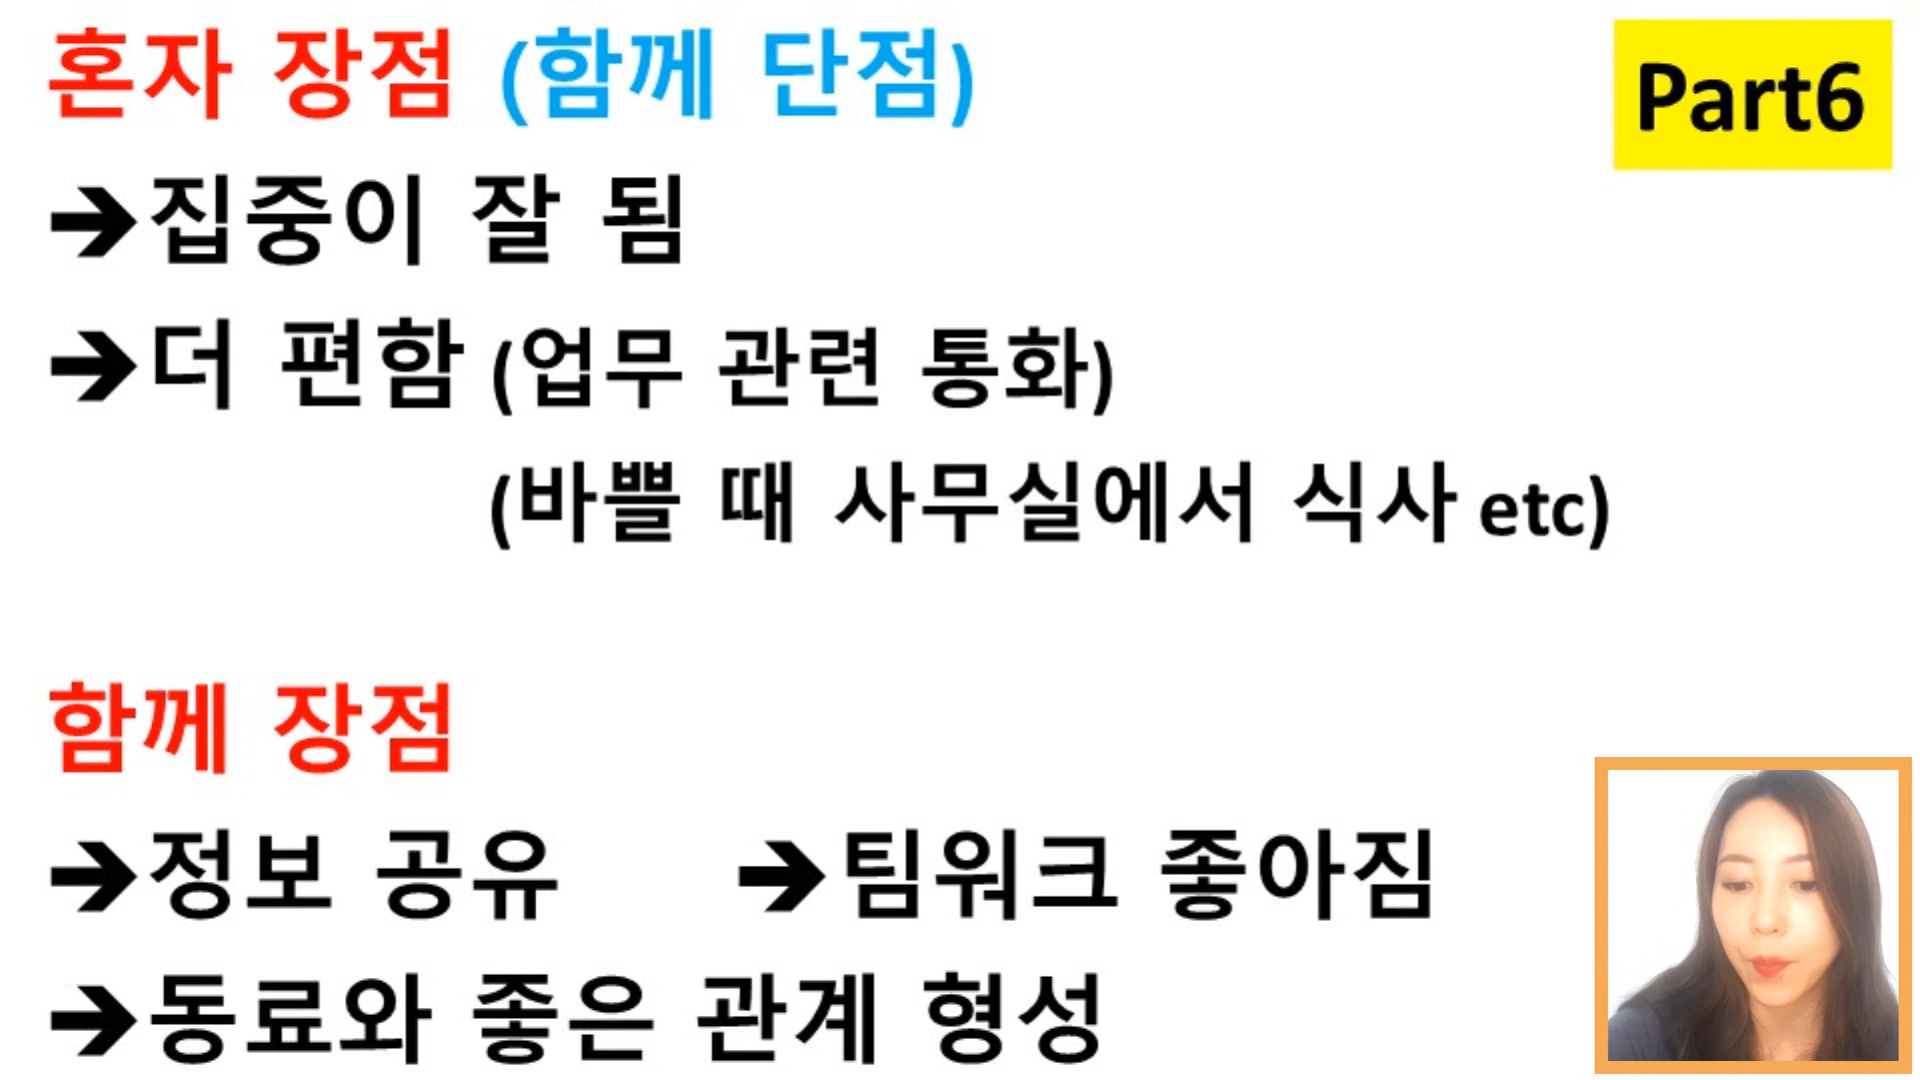 혼자 장점 (함께 단점)
Part6
➔집중이 잘 됨
➔더 편함 (업무 관련 통화)
(바쁠 때 사무실에서 식사 etc)
함께 장점
➔정보 공유 ➔팀워크 좋아짐
➔동료와 좋은 관계 형성